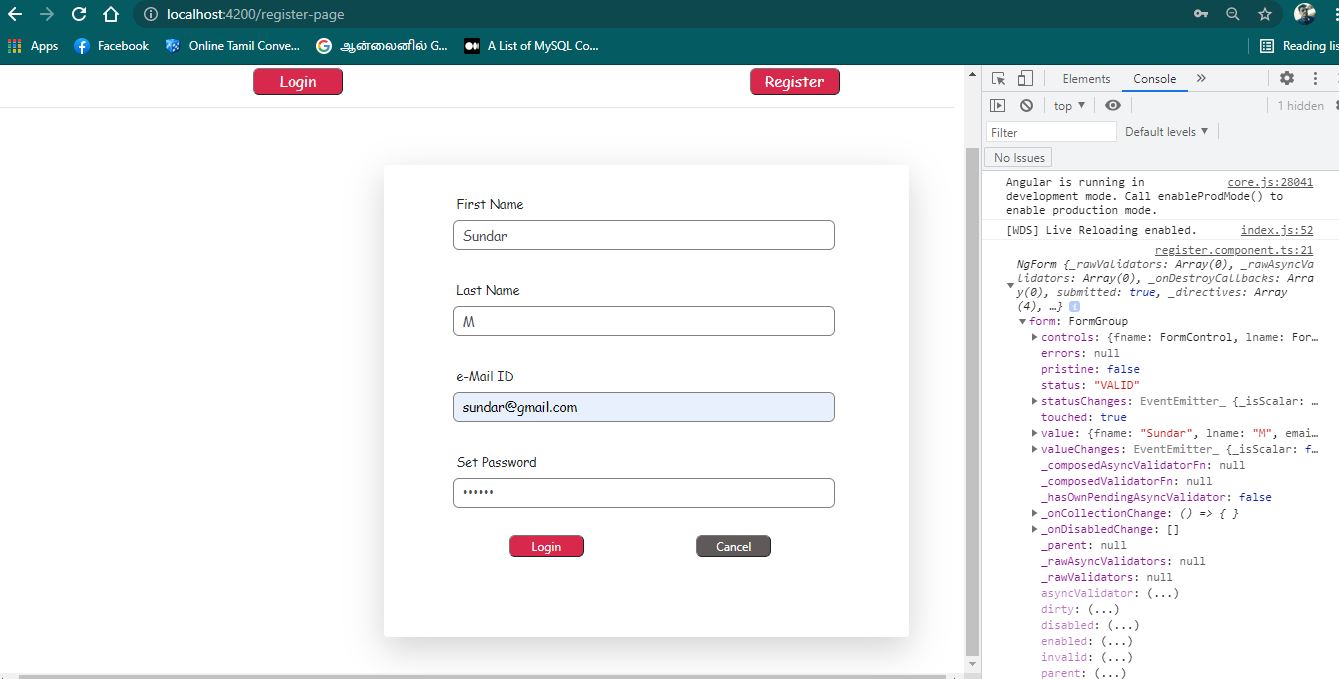 localhost:4200/register-page
Apps Facebook Online Tamil Conve... ஆன்லைனில் G... A List of MySQL Co... Reading lis
Login Register
First Name
Sundar
Last Name
M
e-Mail ID
sundar@gmail.com
Set Password
••••••
Login Cancel
Elements Console »
top ▼ 1 hidden
Filter Default levels ▼
No Issues
Angular is running in core.js:28041
development mode. Call enableProdMode() to
enable production mode.
[WDS] Live Reloading enabled. index.js:52
register.component.ts:21
NgForm {_rawValidators: Array(0), _rawAsyncVa
lidators: Array(0), _onDestroyCallbacks: Arra
y(0), submitted: true, _directives: Array
(4), …} i
▼form: FormGroup
▶controls: {fname: FormControl, lname: For…
errors: null
pristine: false
status: "VALID"
▶statusChanges: EventEmitter_ {_isScalar: …
touched: true
▶value: {fname: "Sundar", lname: "M", emai…
▶valueChanges: EventEmitter_ {_isScalar: f…
_composedAsyncValidatorFn: null
_composedValidatorFn: null
_hasOwnPendingAsyncValidator: false
▶_onCollectionChange: () => { }
▶_onDisabledChange: []
_parent: null
_rawAsyncValidators: null
_rawValidators: null
asyncValidator: (...)
dirty: (...)
disabled: (...)
enabled: (...)
invalid: (...)
parent: (...)